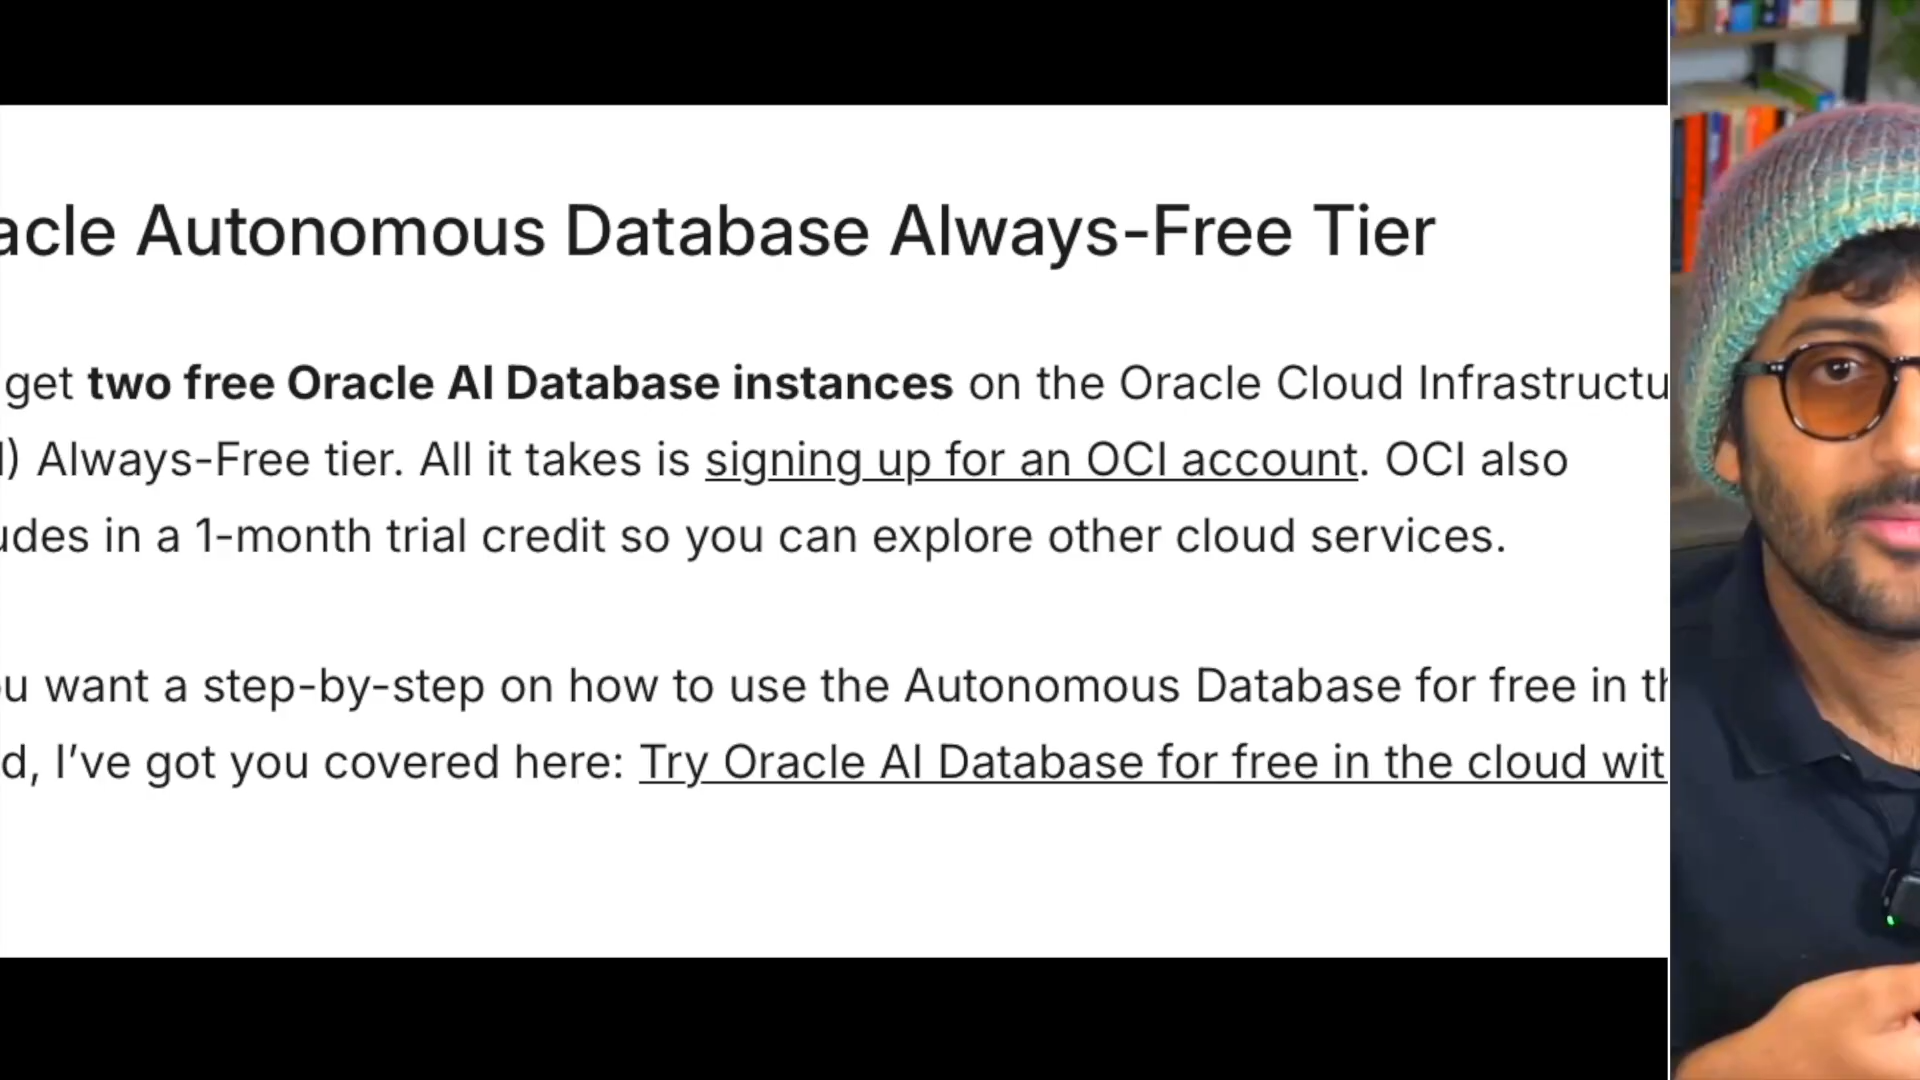 acle Autonomous Database Always-Free Tier
get two free Oracle AI Database instances on the Oracle Cloud Infrastructu
I) Always-Free tier. All it takes is signing up for an OCI account. OCI also
udes in a 1-month trial credit so you can explore other cloud services.
ou want a step-by-step on how to use the Autonomous Database for free in th
d, I’ve got you covered here: Try Oracle AI Database for free in the cloud wit